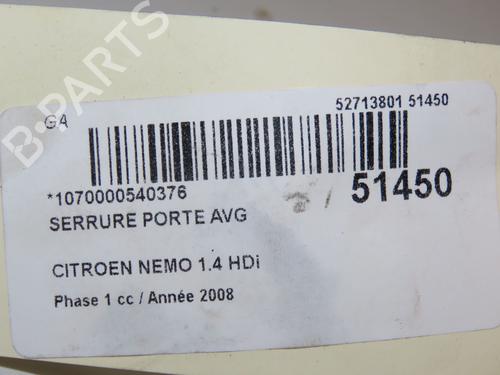 B-PARTS
G4
52713801 51450
*1070000540376
51450
SERRURE PORTE AVG
CITROEN NEMO 1.4 HDi
Phase 1 cc / Année 2008